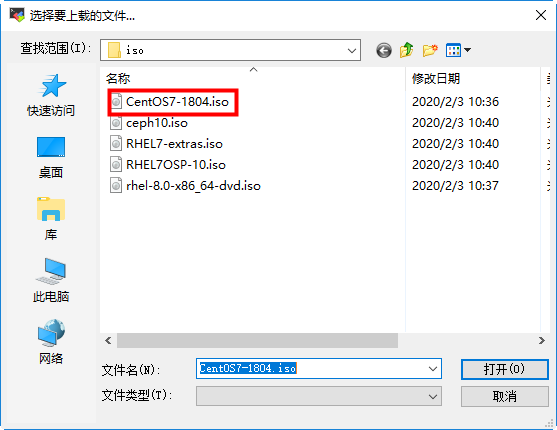 选择要上载的文件...
查找范围(I):
iso
名称
修改日期
CentOS7-1804.iso
2020/2/3 10:36
ceph10.iso
2020/2/3 10:40
RHEL7-extras.iso
2020/2/3 10:40
RHEL7OSP-10.iso
2020/2/3 10:40
rhel-8.0-x86_64-dvd.iso
2020/2/3 10:37
快速访问
桌面
库
此电脑
网络
文件名(N):
CentOS7-1804.iso
打开(O)
文件类型(T):
取消